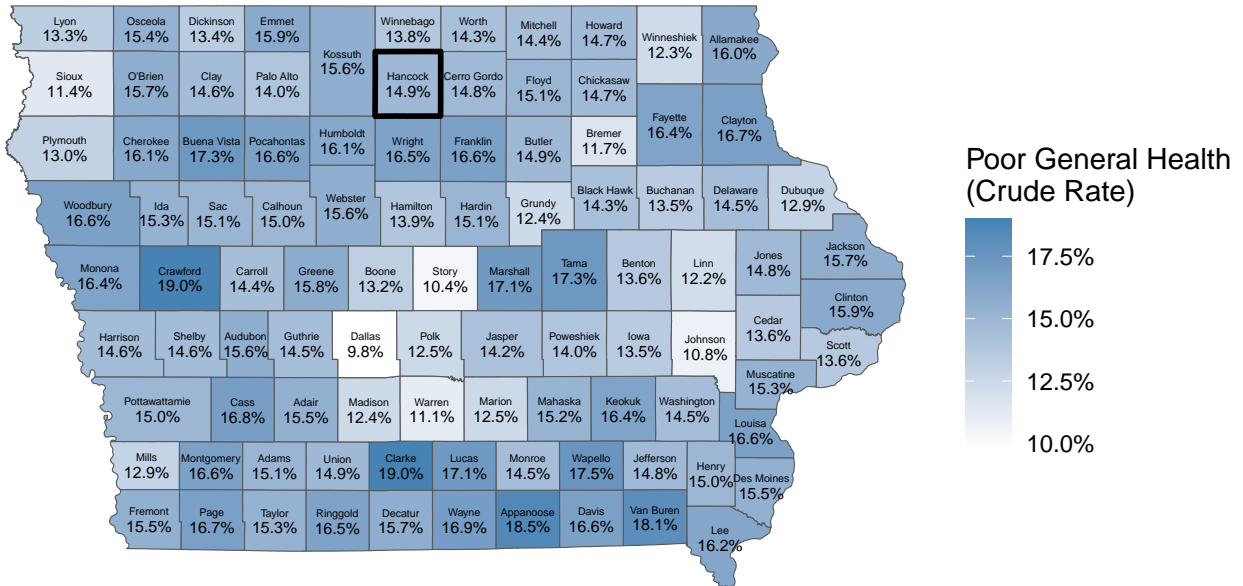 Lyon
13.3%
Osceola
15.4%
Dickinson
13.4%
Emmet
15.9%
Winnebago
13.8%
Worth
14.3%
Mitchell
14.4%
Howard
14.7%
Winneshiek
12.3%
Allamakee
16.0%
Kossuth
15.6%
Sioux
11.4%
O'Brien
15.7%
Clay
14.6%
Palo Alto
14.0%
Hancock
14.9%
Cerro Gordo
14.8%
Floyd
15.1%
Chickasaw
14.7%
Fayette
16.4%
Clayton
16.7%
Plymouth
13.0%
Cherokee
16.1%
Buena Vista
17.3%
Pocahontas
16.6%
Humboldt
16.1%
Wright
16.5%
Franklin
16.6%
Butler
14.9%
Bremer
11.7%
Woodbury
16.6%
Ida
15.3%
Sac
15.1%
Calhoun
15.0%
Webster
15.6%
Hamilton
13.9%
Hardin
15.1%
Grundy
12.4%
Black Hawk
14.3%
Buchanan
13.5%
Delaware
14.5%
Dubuque
12.9%
Monona
16.4%
Crawford
19.0%
Carroll
14.4%
Greene
15.8%
Boone
13.2%
Story
10.4%
Marshall
17.1%
Tama
17.3%
Benton
13.6%
Linn
12.2%
Jones
14.8%
Jackson
15.7%
Clinton
15.9%
Harrison
14.6%
Shelby
14.6%
Audubon
15.6%
Guthrie
14.5%
Dallas
9.8%
Polk
12.5%
Jasper
14.2%
Poweshiek
14.0%
Iowa
13.5%
Johnson
10.8%
Cedar
13.6%
Scott
13.6%
Muscatine
15.3%
Pottawattamie
15.0%
Cass
16.8%
Adair
15.5%
Madison
12.4%
Warren
11.1%
Marion
12.5%
Mahaska
15.2%
Keokuk
16.4%
Washington
14.5%
Louisa
16.6%
Mills
12.9%
Montgomery
16.6%
Adams
15.1%
Union
14.9%
Clarke
19.0%
Lucas
17.1%
Monroe
14.5%
Wapello
17.5%
Jefferson
14.8%
Henry
15.0%
Des Moines
15.5%
Fremont
15.5%
Page
16.7%
Taylor
15.3%
Ringgold
16.5%
Decatur
15.7%
Wayne
16.9%
Appanoose
18.5%
Davis
16.6%
Van Buren
18.1%
Lee
16.2%
Poor General Health
(Crude Rate)
17.5%
15.0%
12.5%
10.0%